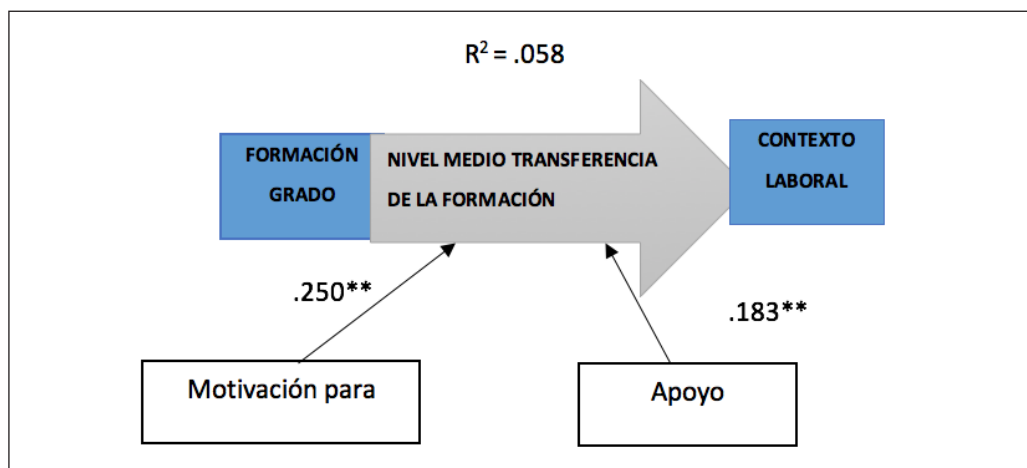 R² = .058
FORMACIÓN
GRADO
NIVEL MEDIO TRANSFERENCIA
DE LA FORMACIÓN
CONTEXTO
LABORAL
.250**
.183**
Motivación para
Apoyo